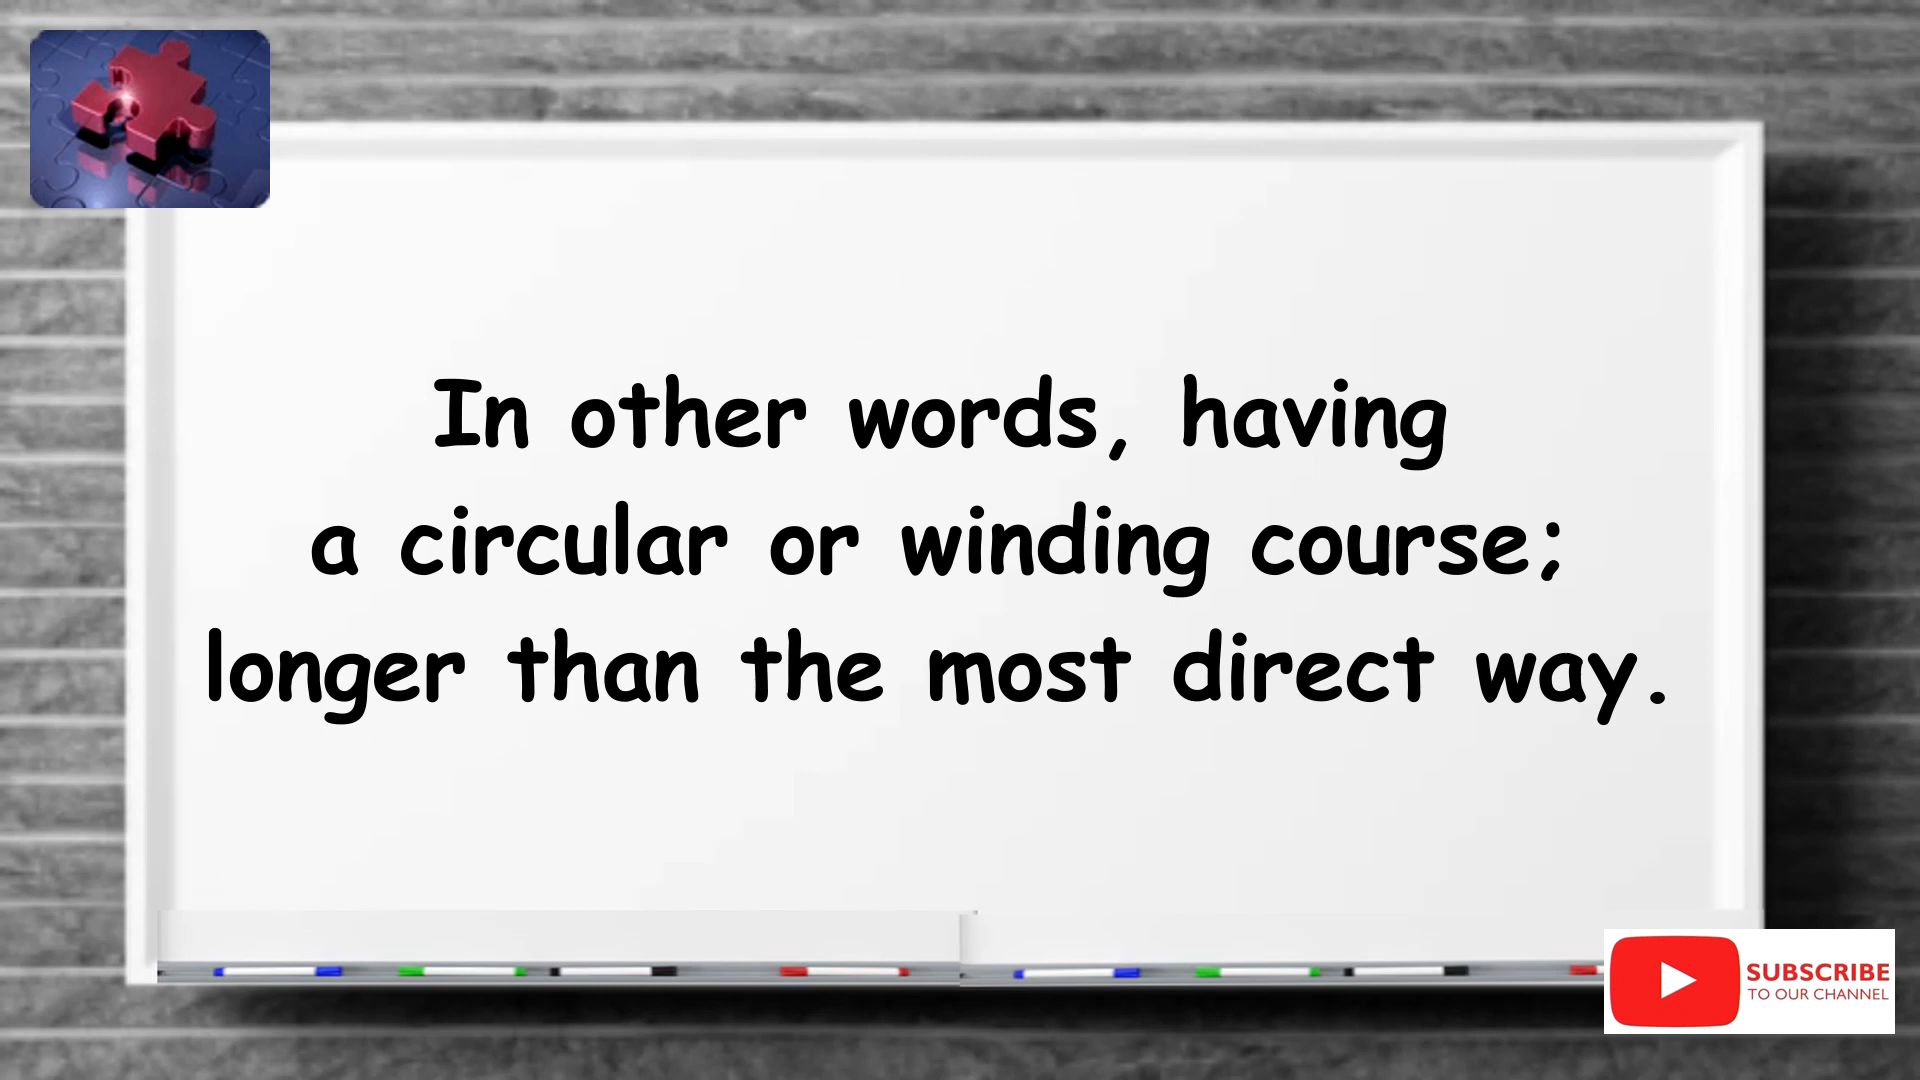 In other words, having
a circular or winding course;
longer than the most direct way.
SUBSCRIBE
TO OUR CHANNEL